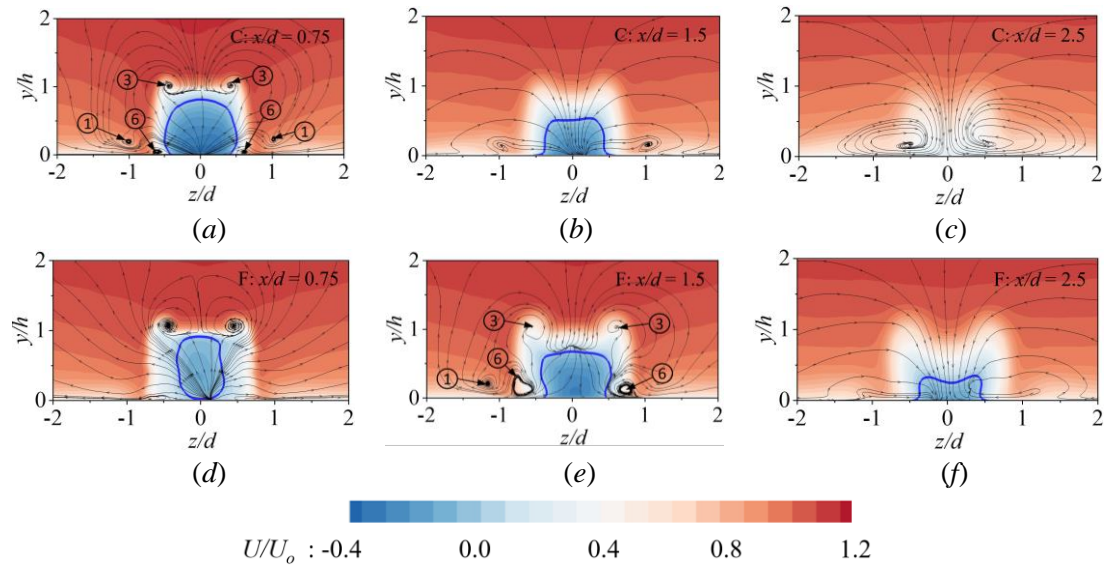 C: x/d = 0.75
C: x/d = 1.5
C: x/d = 2.5
2
2
2
y/h
y/h
y/h
③
③
1
1
1
①
⑥
⑥
①
0
0
0
-2 -1 0 1 2
-2 -1 0 1 2
-2 -1 0 1 2
z/d
z/d
z/d
(a)
(b)
(c)
F: x/d = 0.75
F: x/d = 1.5
F: x/d = 2.5
2
2
2
y/h
y/h
y/h
③
③
1
1
1
⑥
①
⑥
0
0
0
-2 -1 0 1 2
-2 -1 0 1 2
-2 -1 0 1 2
z/d
z/d
z/d
(d)
(e)
(f)
U/Uₒ : -0.4 0.0 0.4 0.8 1.2